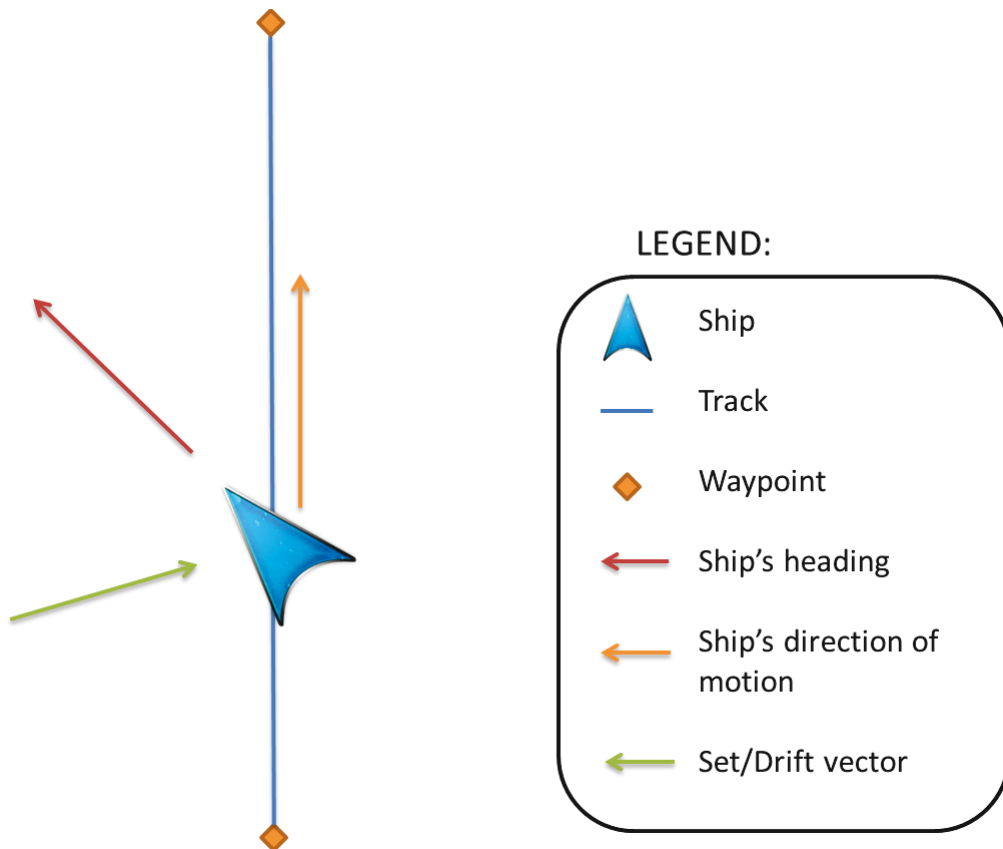 LEGEND:
Ship
Track
Waypoint
Ship’s heading
Ship’s direction of
motion
Set/Drift vector